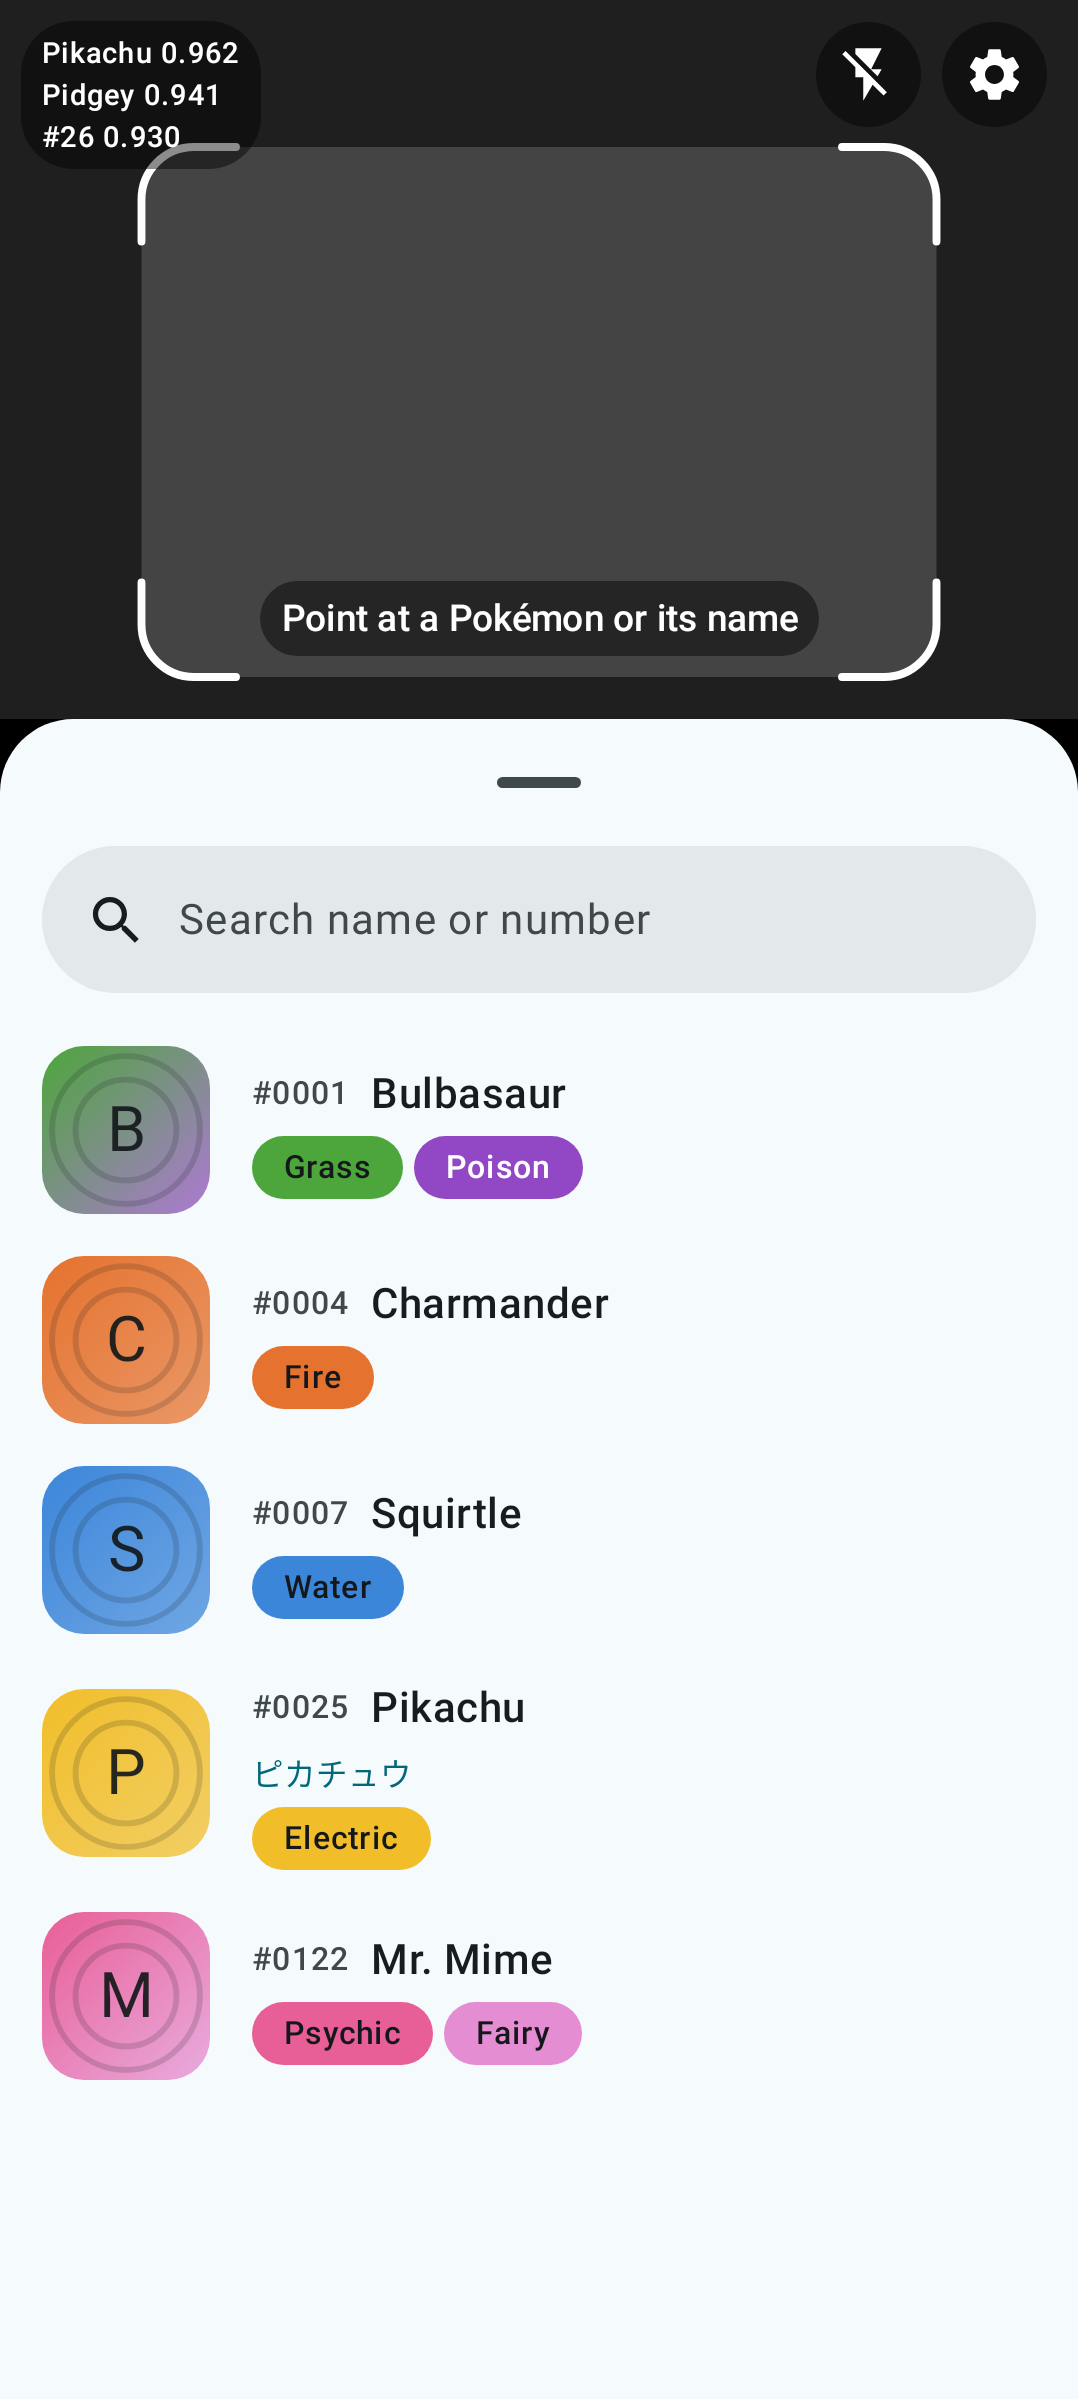 Pikachu 0.962
Pidgey 0.941
#26 0.930
Point at a Pokémon or its name
Search name or number
B
#0001 Bulbasaur
Grass Poison
C
#0004 Charmander
Fire
S
#0007 Squirtle
Water
P
#0025 Pikachu
ピカチュウ
Electric
M
#0122 Mr. Mime
Psychic Fairy